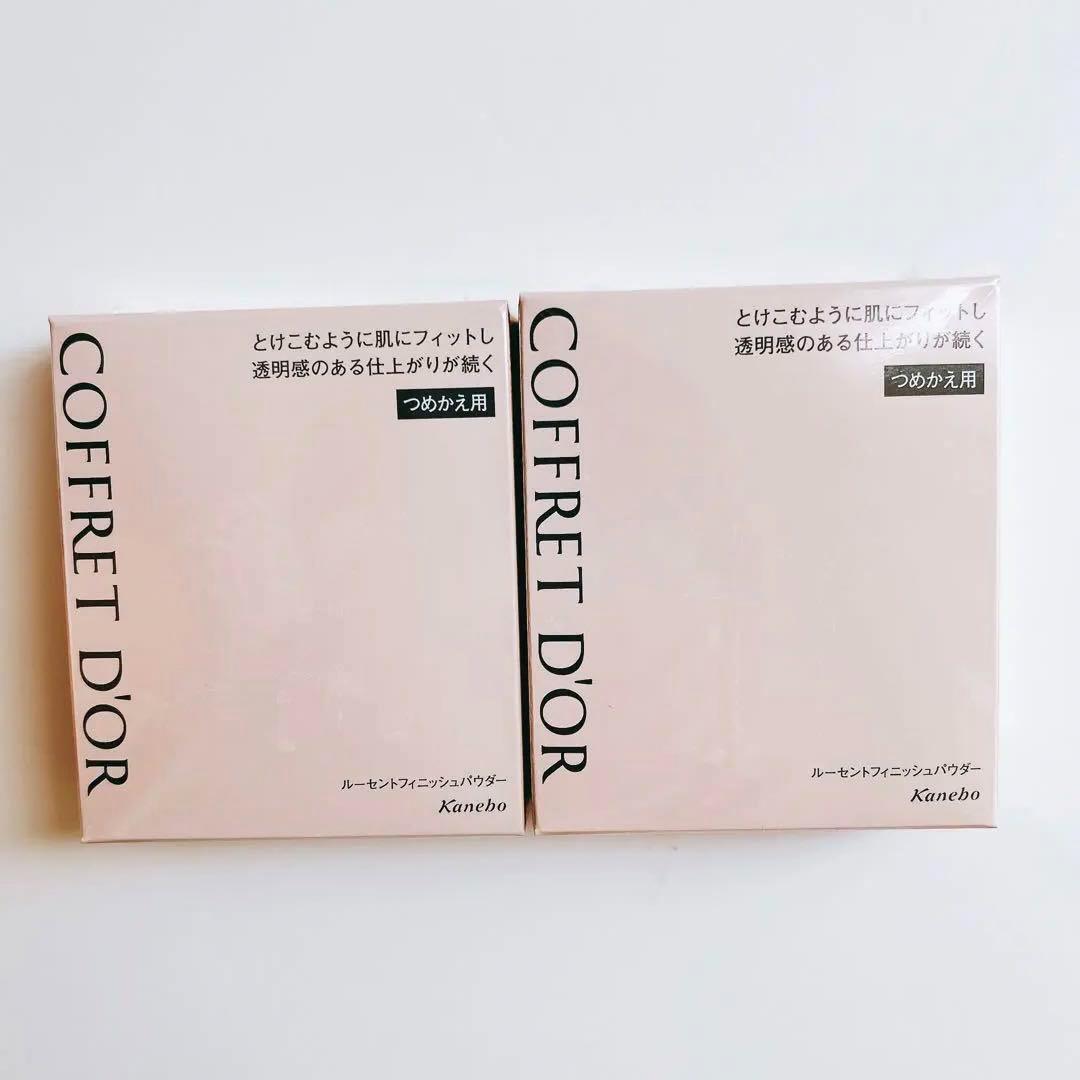 COFFRET D'OR
とけこむように肌にフィットし
透明感のある仕上がりが続く
つめかえ用
ルーセントフィニッシュパウダー
Kanebo
COFFRET D'OR
とけこむように肌にフィットし
透明感のある仕上がりが続く
つめかえ用
ルーセントフィニッシュパウダー
Kanebo